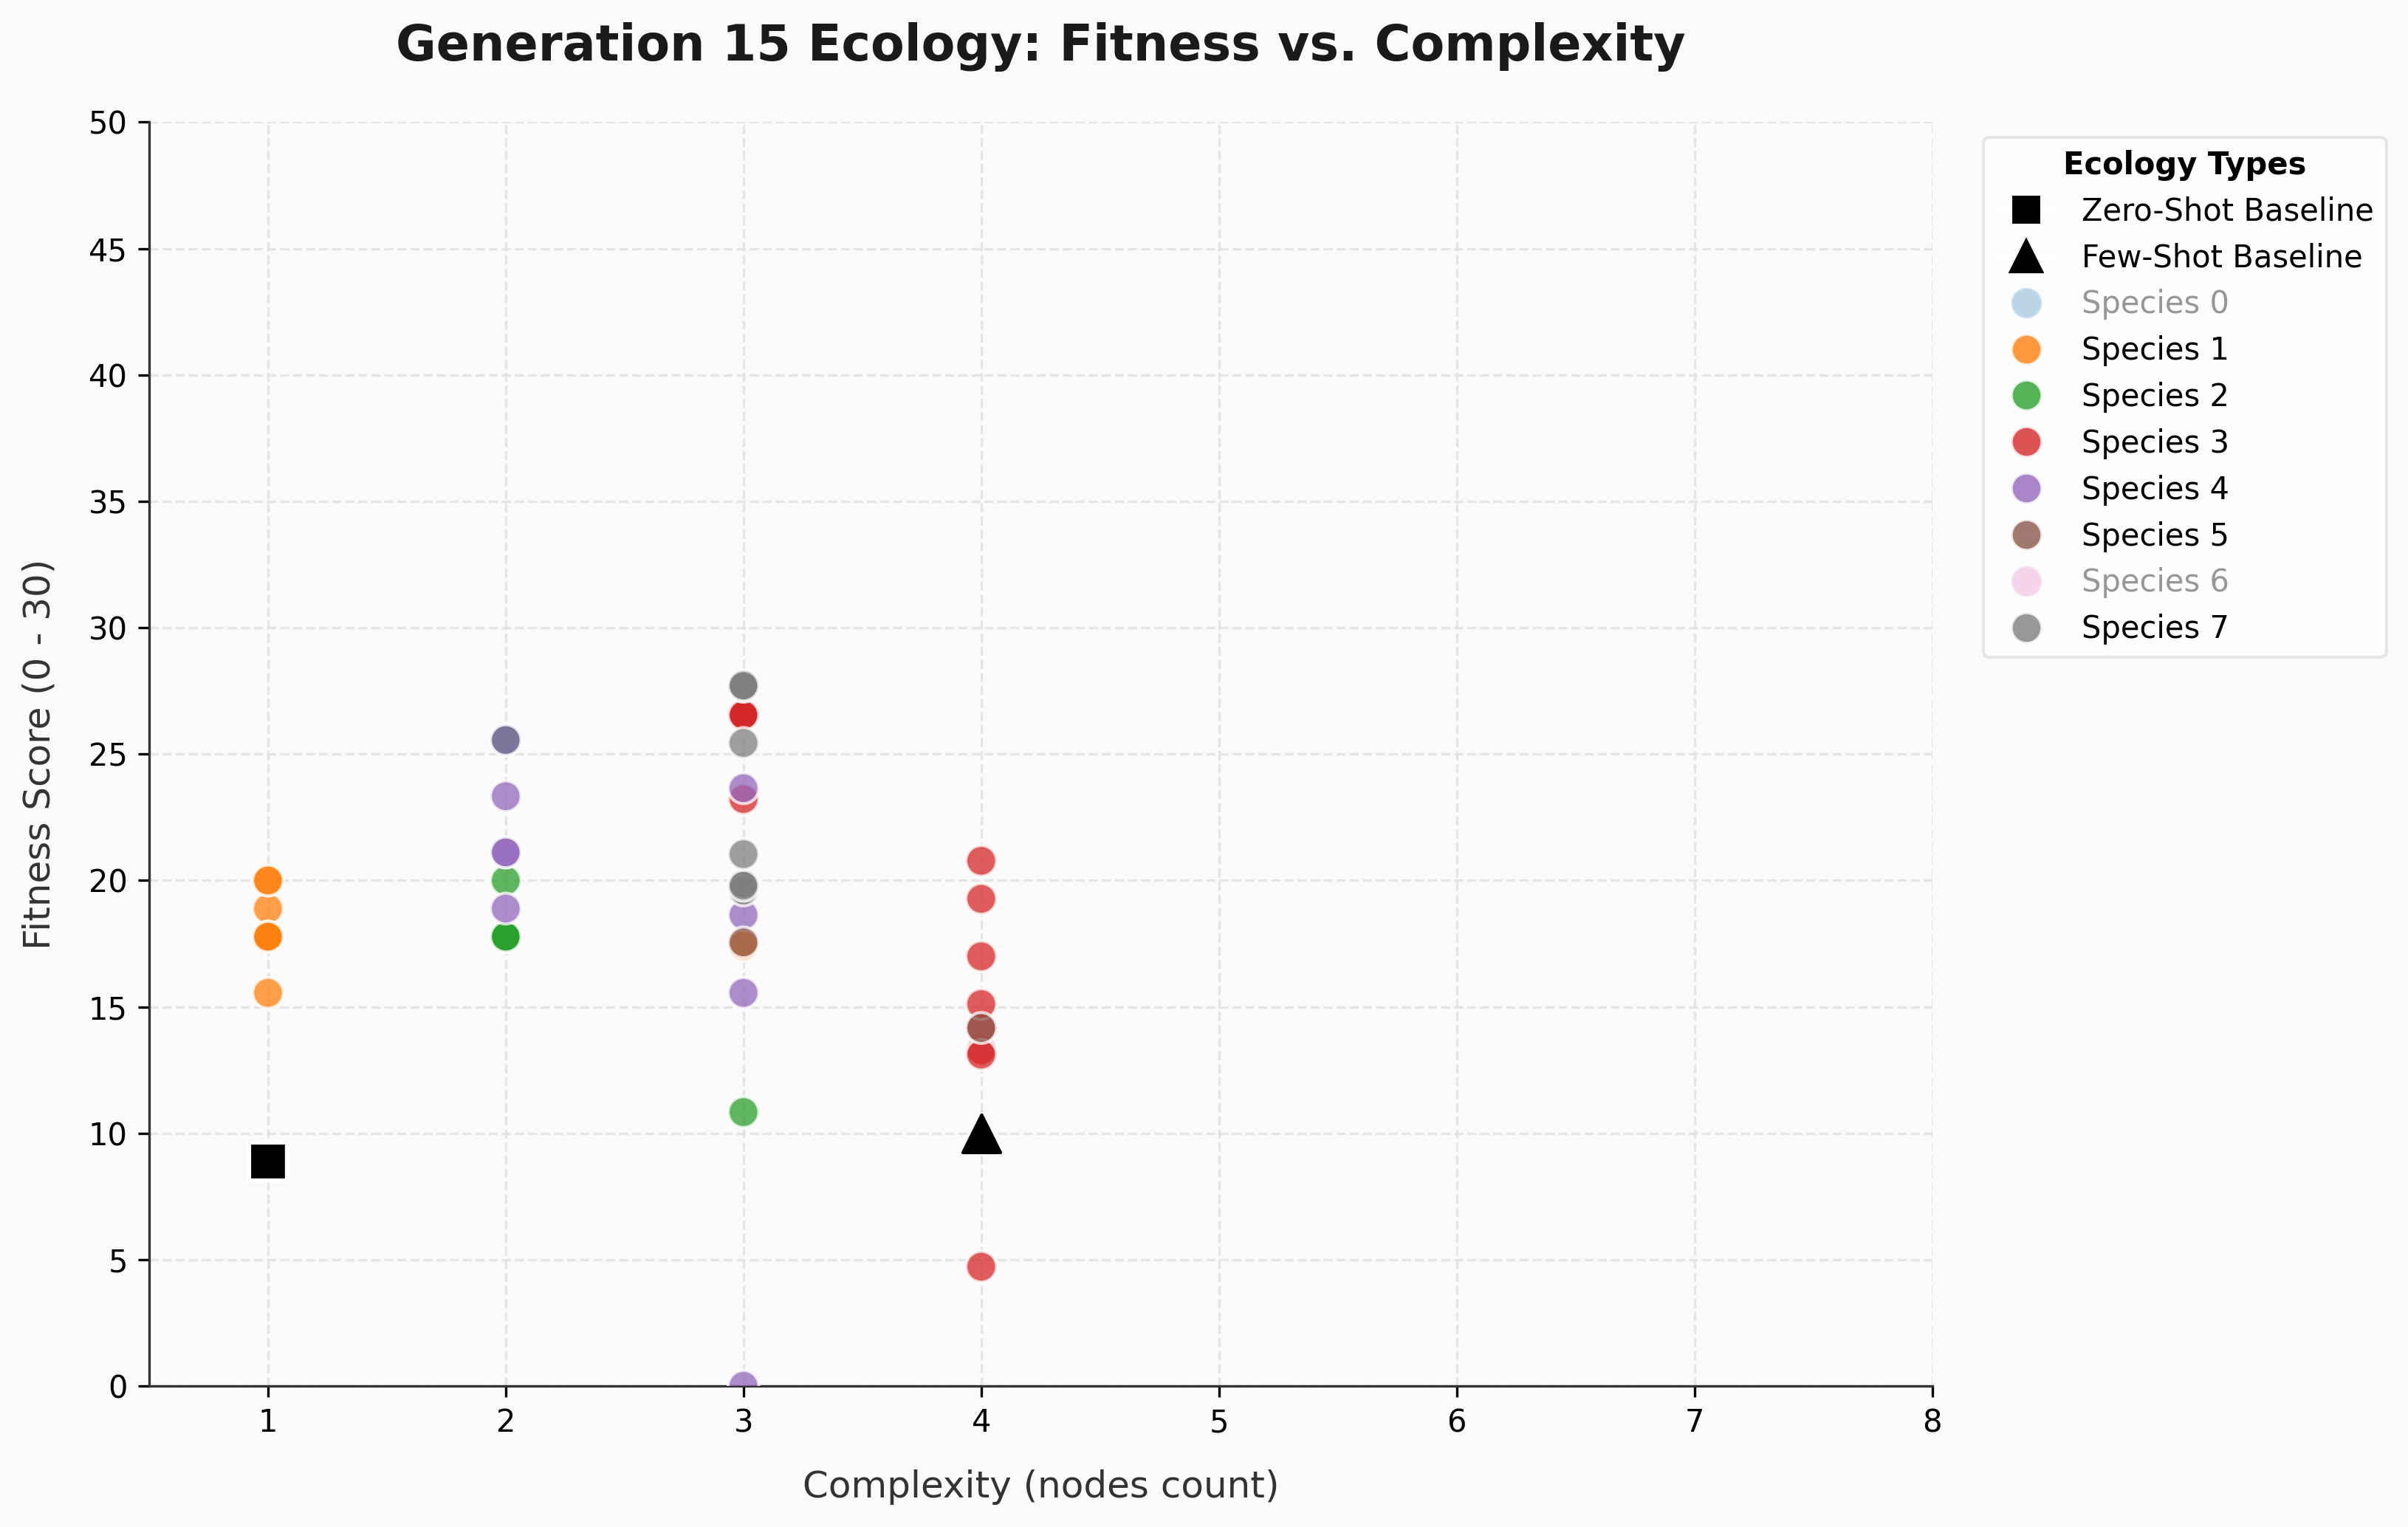 Generation 15 Ecology: Fitness vs. Complexity
50
45
40
35
30
25
20
15
10
5
0
Fitness Score (0 - 30)
1 2 3 4 5 6 7 8
Complexity (nodes count)
Ecology Types
Zero-Shot Baseline
Few-Shot Baseline
Species 0
Species 1
Species 2
Species 3
Species 4
Species 5
Species 6
Species 7